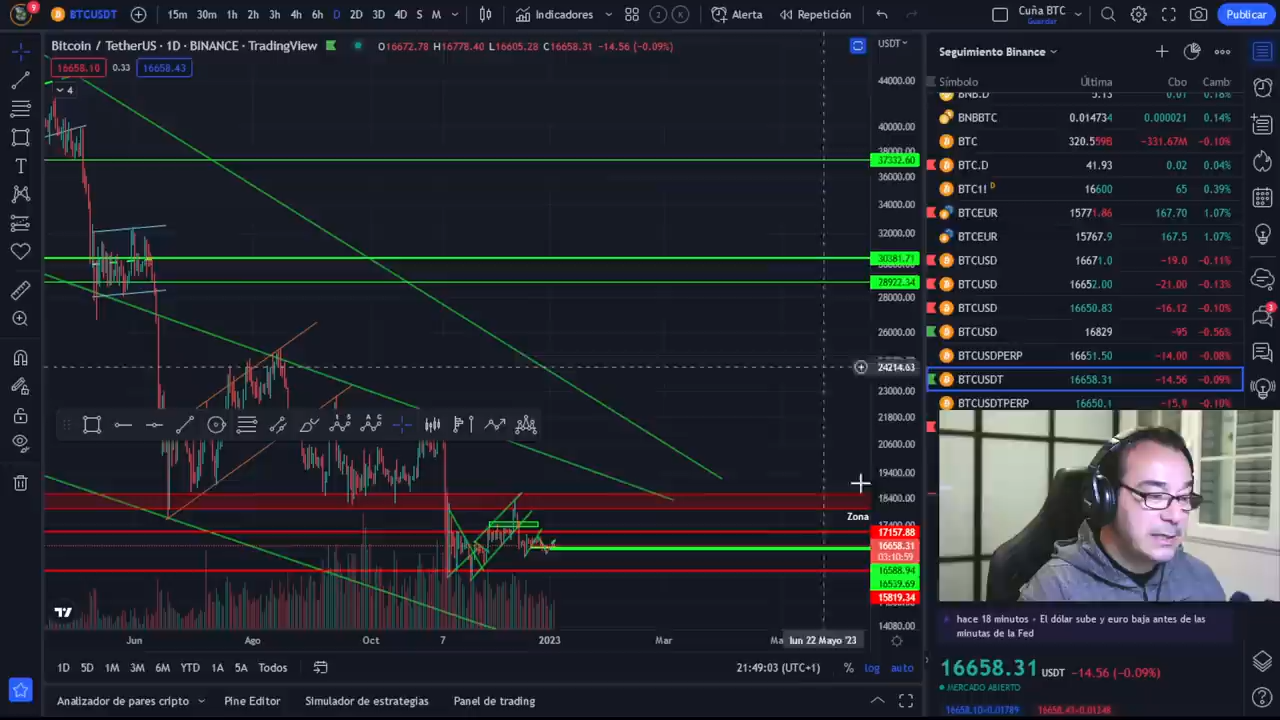 BTCUSDT
15m 30m 1h 2h 3h 4h 6h D 2D 3D 4D S M
Indicadores
2 K
Alerta
Repetición
Cuña BTC
Guardar
Publicar
Bitcoin / TetherUS · 1D · BINANCE · TradingView
O16672.78 H16778.40 L16605.28 C16658.31 −14.56 (−0.09%)
16658.10 0.33 16658.43
4
USDT
44000.00
40000.00
38000.00
37332.60
36000.00
34000.00
32000.00
30381.71
28922.34
28000.00
26000.00
24214.63
23000.00
21800.00
20600.00
19400.00
18400.00
Zona
17400.00
17157.88
16658.31
03:10:59
16588.94
16539.69
15819.34
14080.00
Jun Ago Oct 7 2023 Mar lun 22 Mayo '23
1D 5D 1M 3M 6M YTD 1A 5A Todos
21:49:03 (UTC+1) % log auto
Analizador de pares cripto Pine Editor Simulador de estrategias Panel de trading
Seguimiento Binance
Símbolo Última Cbo Camb
BNB.D 5.13 0.01 0.18%
BNBBTC 0.014734 0.000021 0.14%
BTC 320.559B −331.67M −0.10%
BTC.D 41.93 0.02 0.04%
BTC1! D 16600 65 0.39%
BTCEUR 15771.86 167.70 1.07%
BTCEUR 15767.9 167.5 1.07%
BTCUSD 16671.0 −19.0 −0.11%
BTCUSD 16652.00 −21.00 −0.13%
BTCUSD 16650.83 −16.12 −0.10%
BTCUSD 16829 −95 −0.56%
BTCUSDPERP 16651.50 −14.00 −0.08%
BTCUSDT 16658.31 −14.56 −0.09%
BTCUSDTPERP 16650.1 −15.9 −0.10%
hace 18 minutos · El dólar sube y euro baja antes de las
minutas de la Fed
16658.31 USDT −14.56 (−0.09%)
MERCADO ABIERTO
16658.10×0.01789 16658.43×0.01248